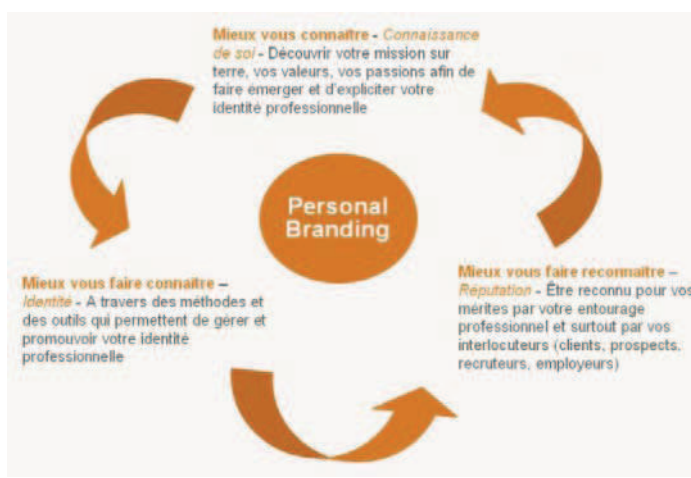 Mieux vous connaître - Connaissance
de soi - Découvrir votre mission sur
terre, vos valeurs, vos passions afin de
faire émerger et d'expliciter votre
identité professionnelle
Personal
Branding
Mieux vous faire connaître –
Identité - A travers des méthodes et
des outils qui permettent de gérer et
promouvoir votre identité
professionnelle
Mieux vous faire reconnaître –
Réputation - Être reconnu pour vos
mérites par votre entourage
professionnel et surtout par vos
interlocuteurs (clients, prospects,
recruteurs, employeurs)